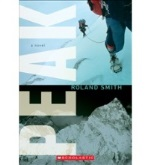 PEAK
a novel
ROLAND SMITH
SCHOLASTIC